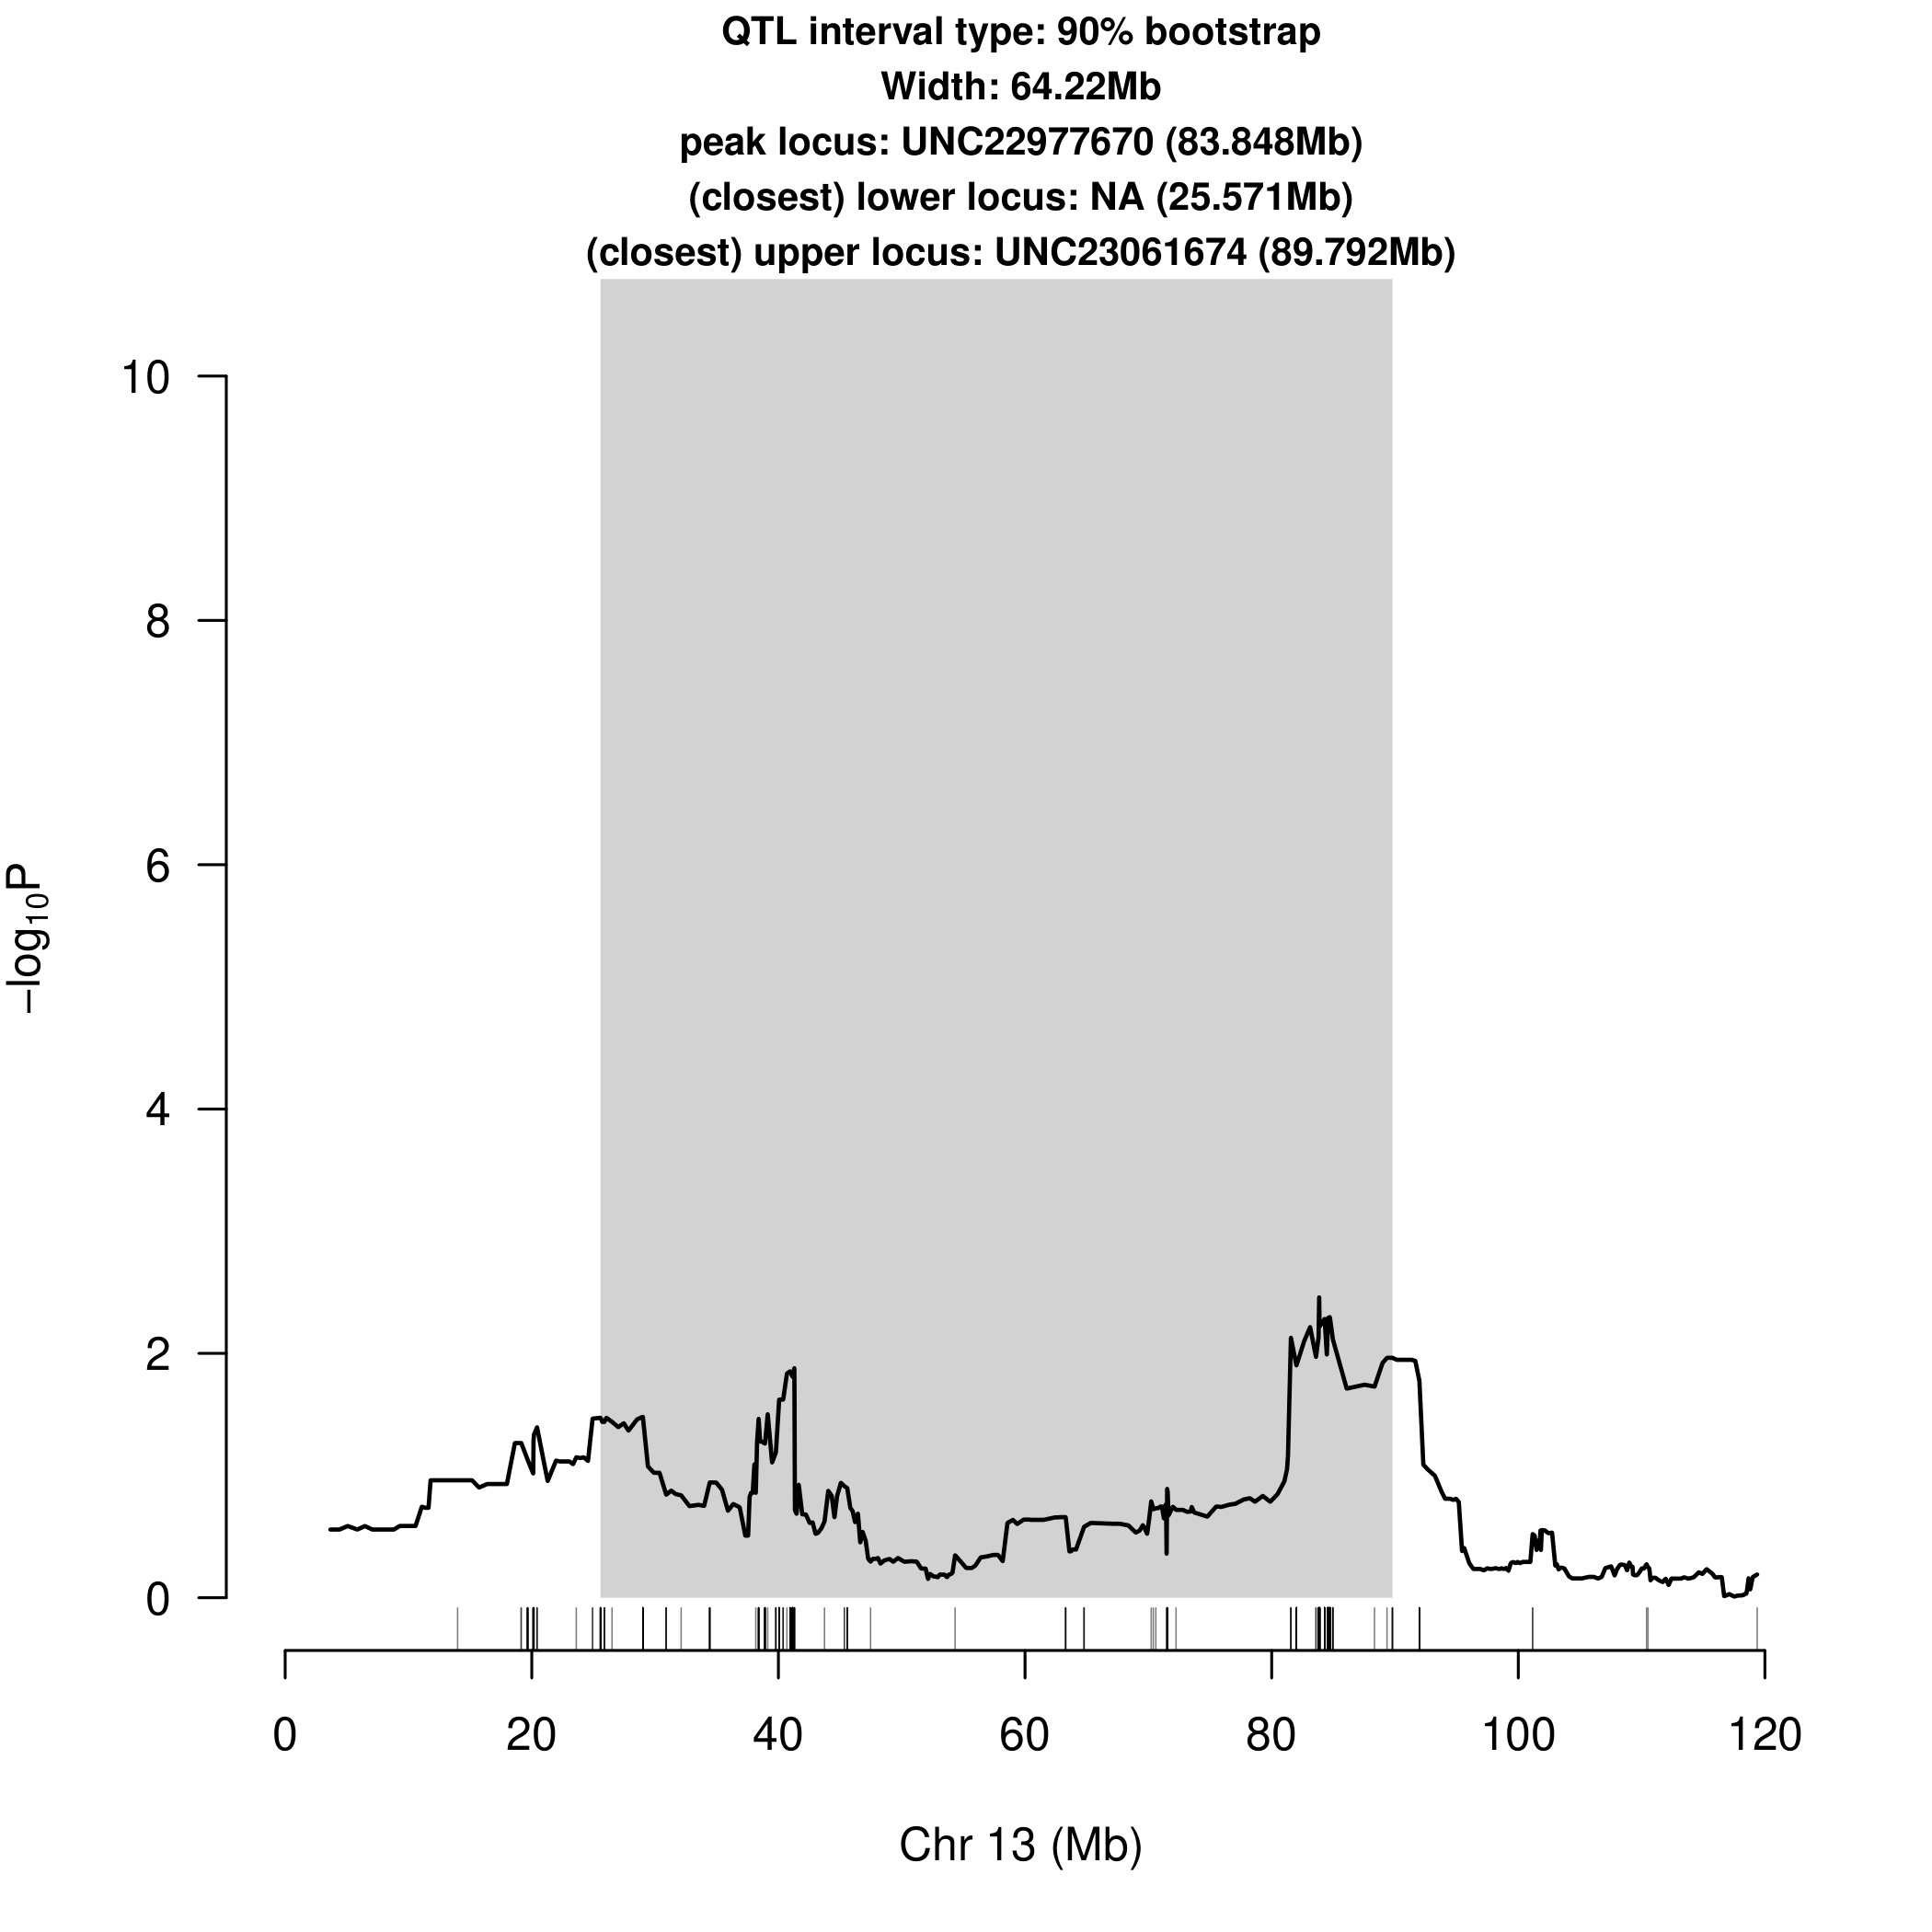 QTL interval type: 90% bootstrap
Width: 64.22Mb
peak locus: UNC22977670 (83.848Mb)
(closest) lower locus: NA (25.571Mb)
(closest) upper locus: UNC23061674 (89.792Mb)
10
8
6
4
2
0
−log₁₀P
0 20 40 60 80 100 120
Chr 13 (Mb)